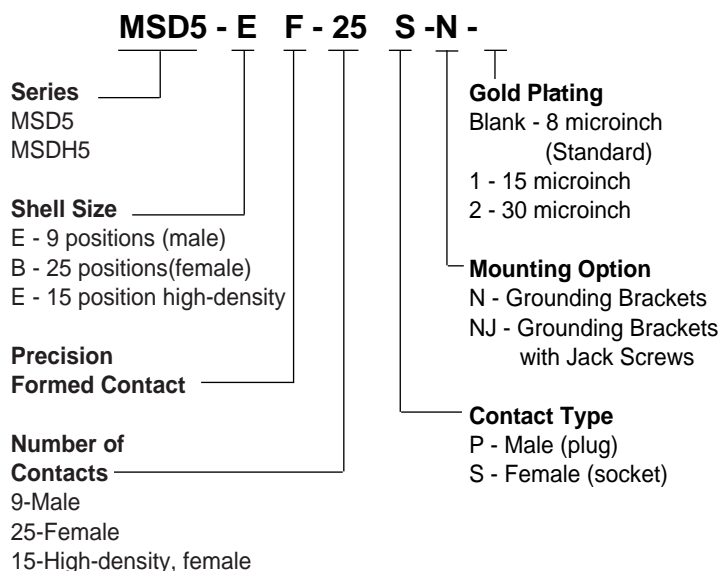 MSD5 - E F - 25 S -N -
Series
MSD5
MSDH5
Shell Size
E - 9 positions (male)
B - 25 positions(female)
E - 15 position high-density
Precision
Formed Contact
Number of
Contacts
9-Male
25-Female
15-High-density, female
Gold Plating
Blank - 8 microinch
(Standard)
1 - 15 microinch
2 - 30 microinch
Mounting Option
N - Grounding Brackets
NJ - Grounding Brackets
with Jack Screws
Contact Type
P - Male (plug)
S - Female (socket)